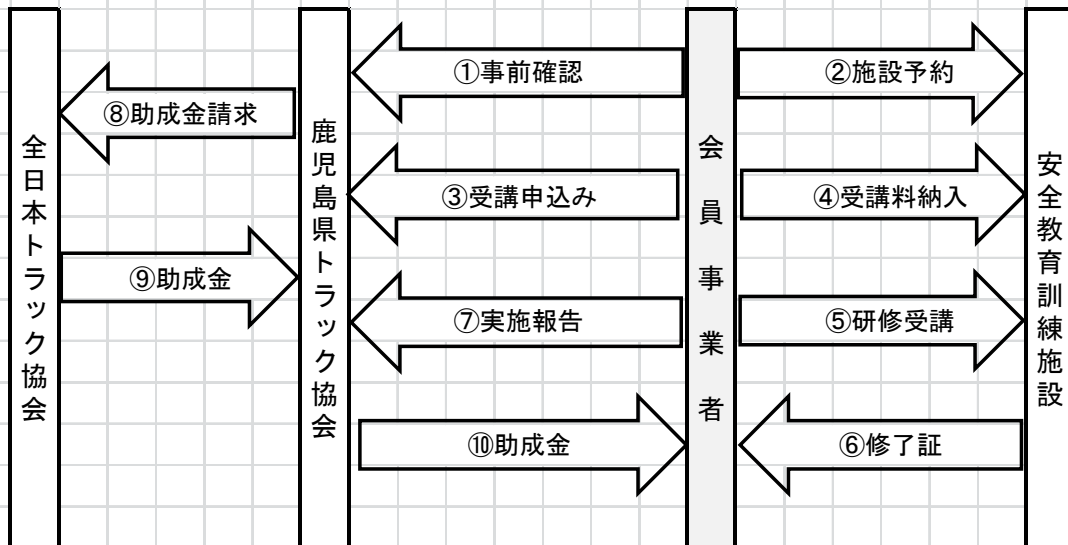 全日本トラック協会
⑧助成金請求
⑨助成金
鹿児島県トラック協会
①事前確認
③受講申込み
⑦実施報告
⑩助成金
会員事業者
②施設予約
④受講料納入
⑤研修受講
⑥修了証
安全教育訓練施設